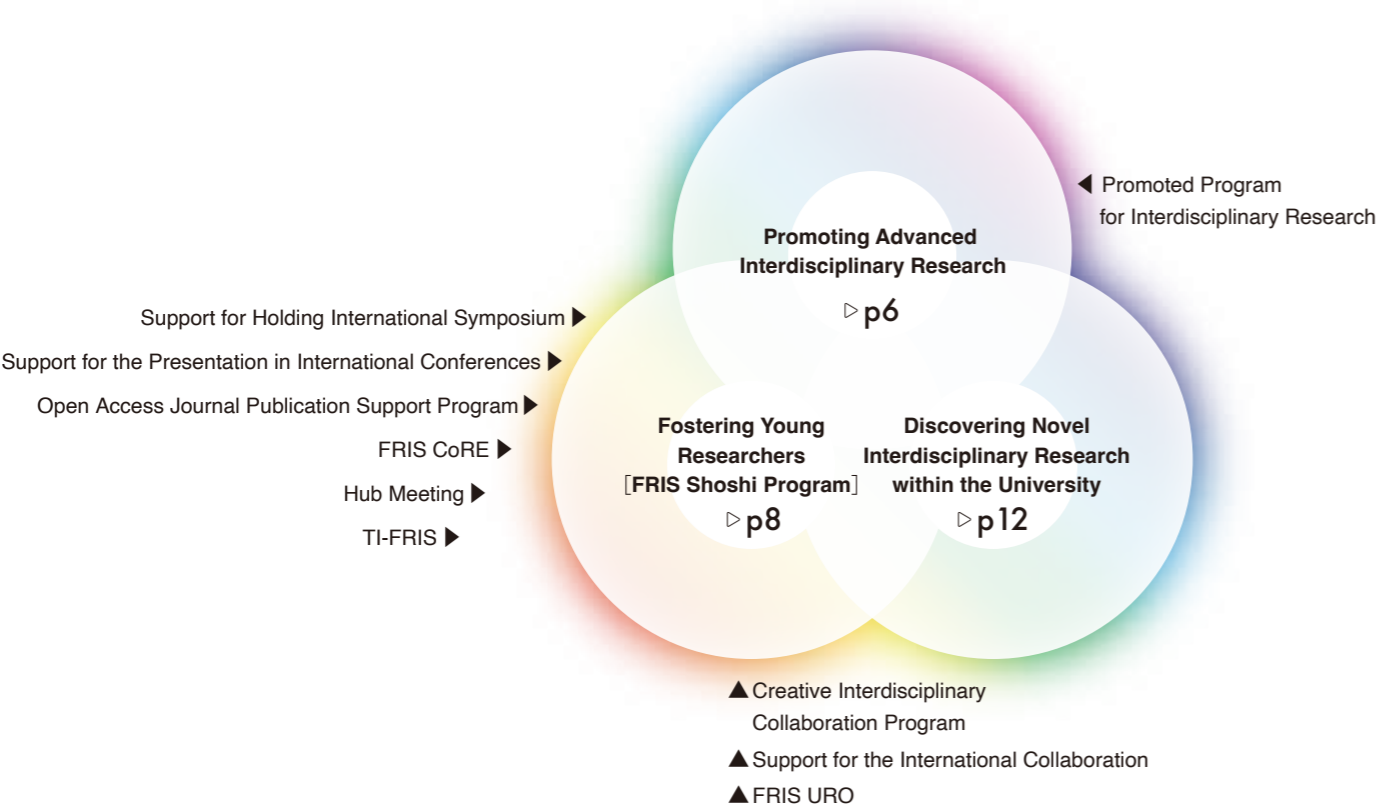 Promoting Advanced
Interdisciplinary Research
▷p6
◀ Promoted Program
for Interdisciplinary Research
Support for Holding International Symposium ▶
Support for the Presentation in International Conferences ▶
Open Access Journal Publication Support Program ▶
FRIS CoRE ▶
Hub Meeting ▶
TI-FRIS ▶
Fostering Young
Researchers
［FRIS Shoshi Program］
▷p8
Discovering Novel
Interdisciplinary Research
within the University
▷p12
▲ Creative Interdisciplinary
Collaboration Program
▲ Support for the International Collaboration
▲ FRIS URO